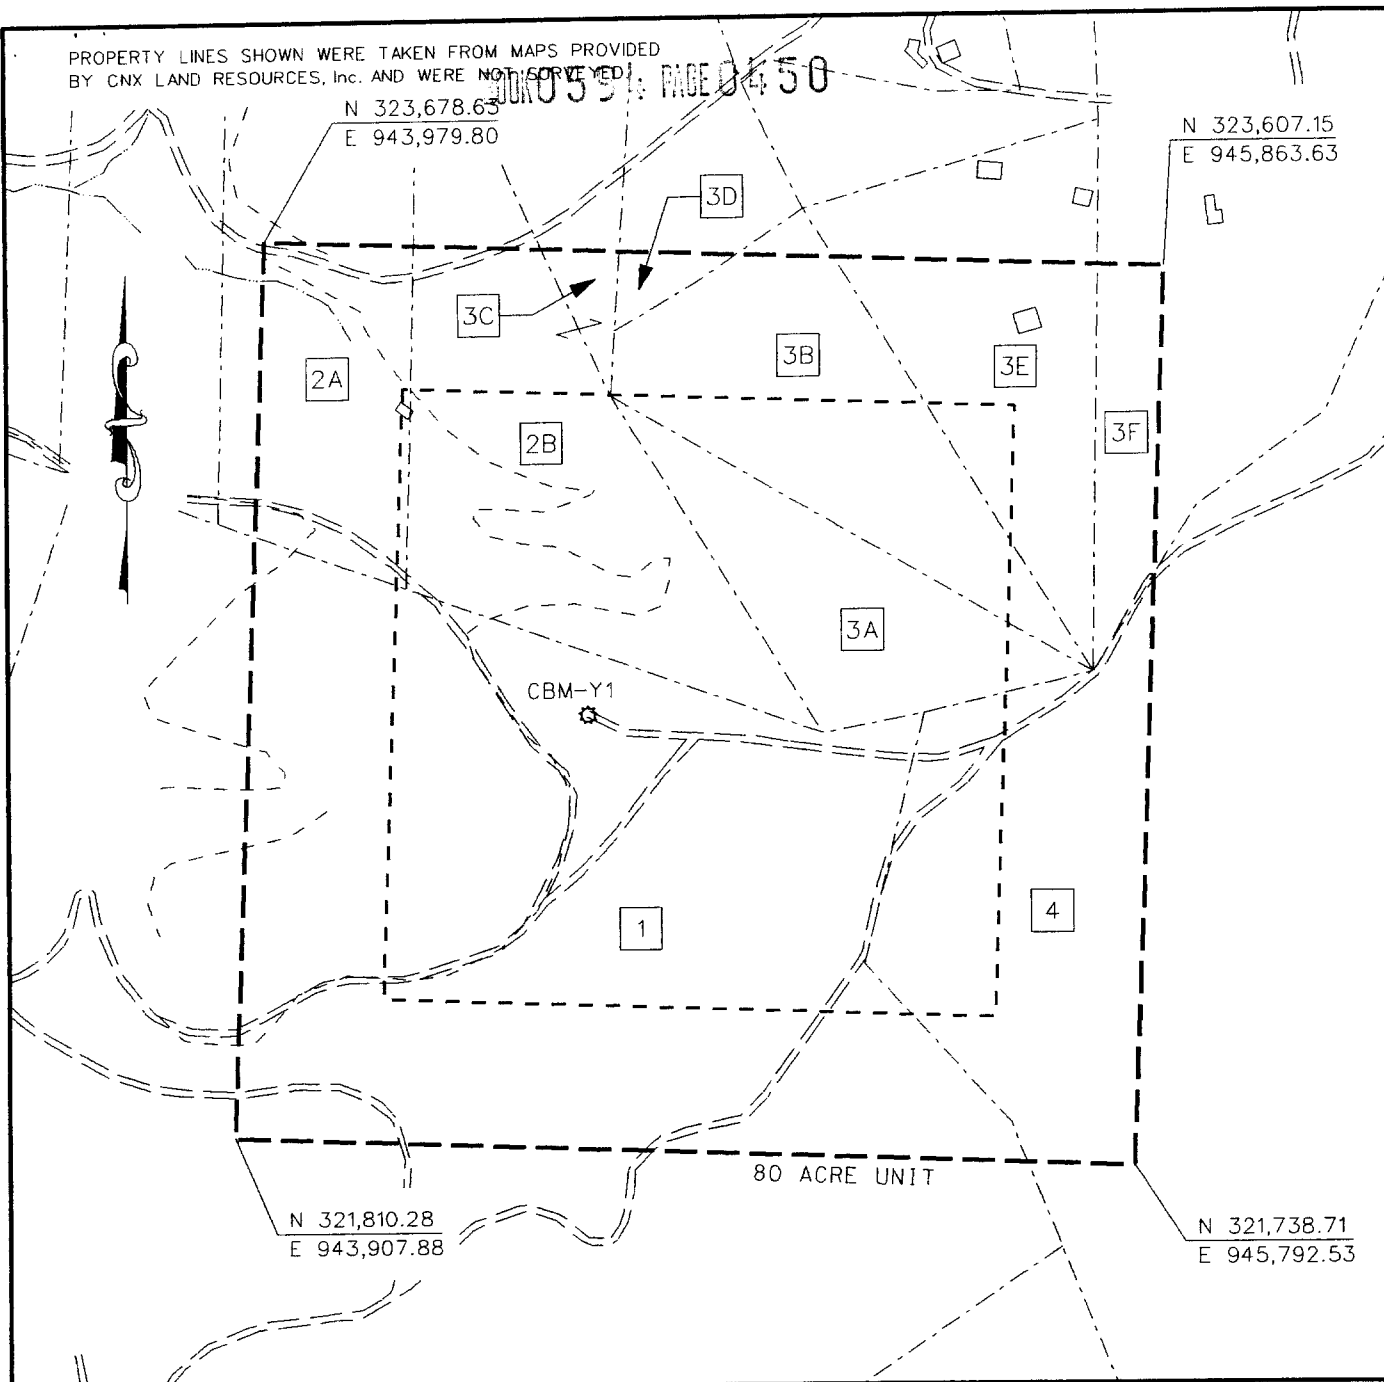 PROPERTY LINES SHOWN WERE TAKEN FROM MAPS PROVIDED
BY CNX LAND RESOURCES, Inc. AND WERE NOT SURVEYED.
PAGE 0450
N 323,678.63
E 943,979.80
N 323,607.15
E 945,863.63
3D
3C
3B
3E
2A
3F
2B
3A
CBM-Y1
1
4
80 ACRE UNIT
N 321,810.28
E 943,907.88
N 321,738.71
E 945,792.53